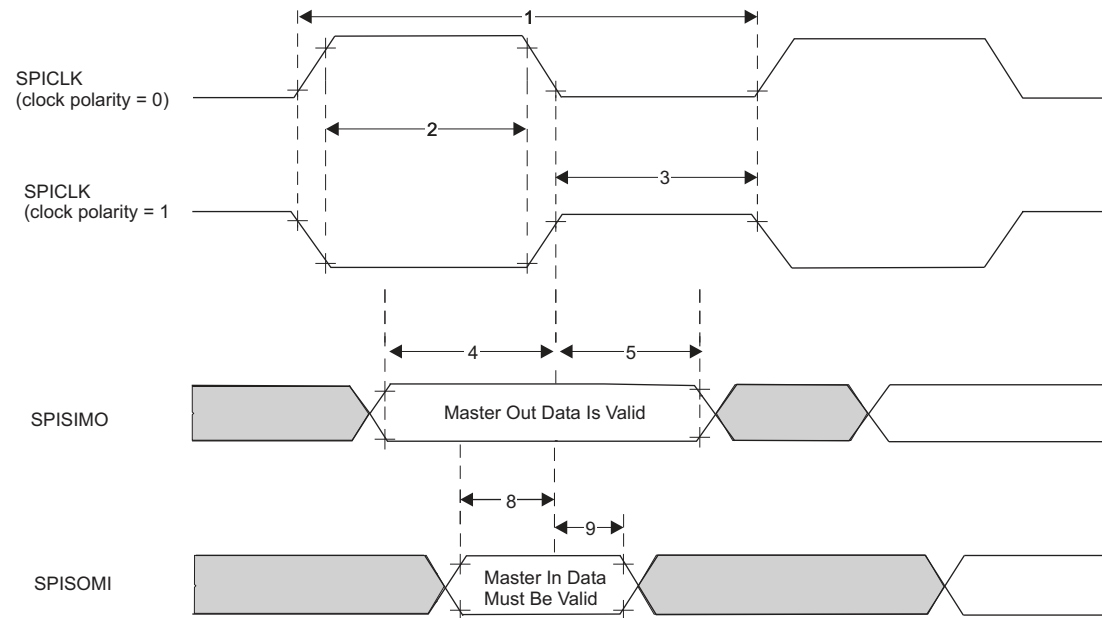 1
SPICLK
(clock polarity = 0)
2
SPICLK
(clock polarity = 1
3
4
5
SPISIMO
Master Out Data Is Valid
8
9
SPISOMI
Master In Data
Must Be Valid